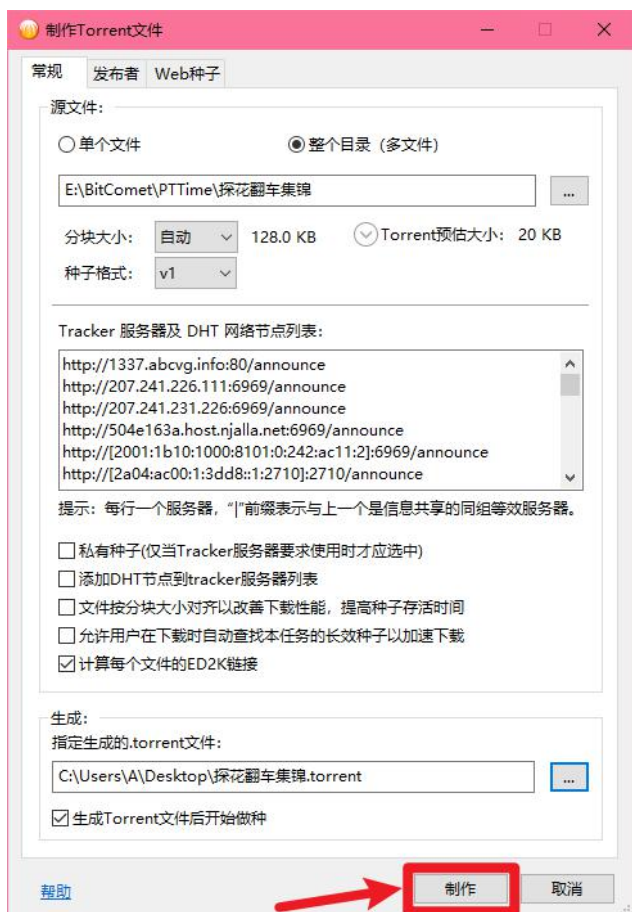 制作Torrent文件
常规 发布者 Web种子
源文件:
单个文件 整个目录 (多文件)
E:\BitComet\PTTime\探花翻车集锦 ...
分块大小: 自动 128.0 KB Torrent预估大小: 20 KB
种子格式: v1
Tracker 服务器及 DHT 网络节点列表:
http://1337.abcvg.info:80/announce
http://207.241.226.111:6969/announce
http://207.241.231.226:6969/announce
http://504e163a.host.njalla.net:6969/announce
http://[2001:1b10:1000:8101:0:242:ac11:2]:6969/announce
http://[2a04:ac00:1:3dd8::1:2710]:2710/announce
提示: 每行一个服务器, “|”前缀表示与上一个是信息共享的同组等效服务器。
私有种子(仅当Tracker服务器要求使用时才应选中)
添加DHT节点到tracker服务器列表
文件按分块大小对齐以改善下载性能, 提高种子存活时间
允许用户在下载时自动查找本任务的长效种子以加速下载
计算每个文件的ED2K链接
生成:
指定生成的.torrent文件:
C:\Users\A\Desktop\探花翻车集锦.torrent ...
生成Torrent文件后开始做种
帮助 制作 取消